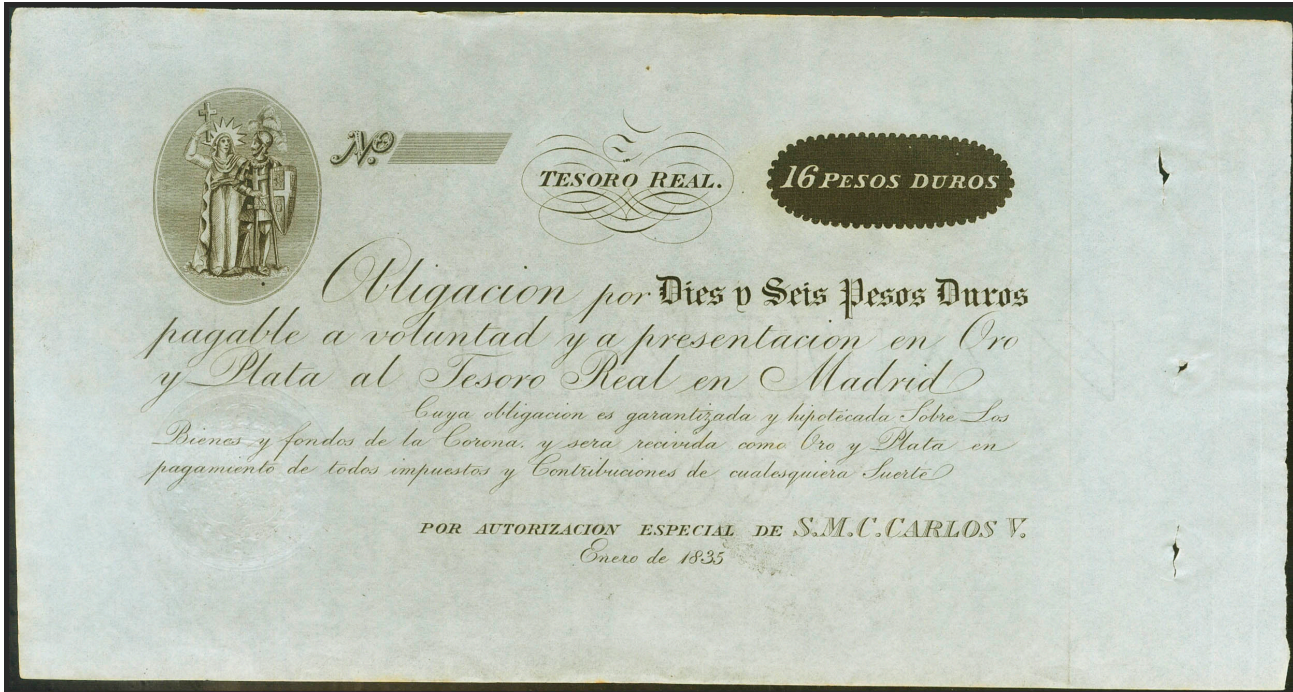 No.
TESORO REAL.
16 PESOS DUROS
Obligacion por Dies y Seis Pesos Duros
pagable a voluntad y a presentacion en Oro
y Plata al Tesoro Real en Madrid
Cuya obligacion es garantizada y hipotécada Sobre Los
Bienes y fondos de la Corona, y sera recivida como Oro y Plata en
pagamiento de todos impuestos y Contribuciones de cualesquiera Suerte
POR AUTORIZACION ESPECIAL DE S.M.C. CARLOS V.
Enero de 1835